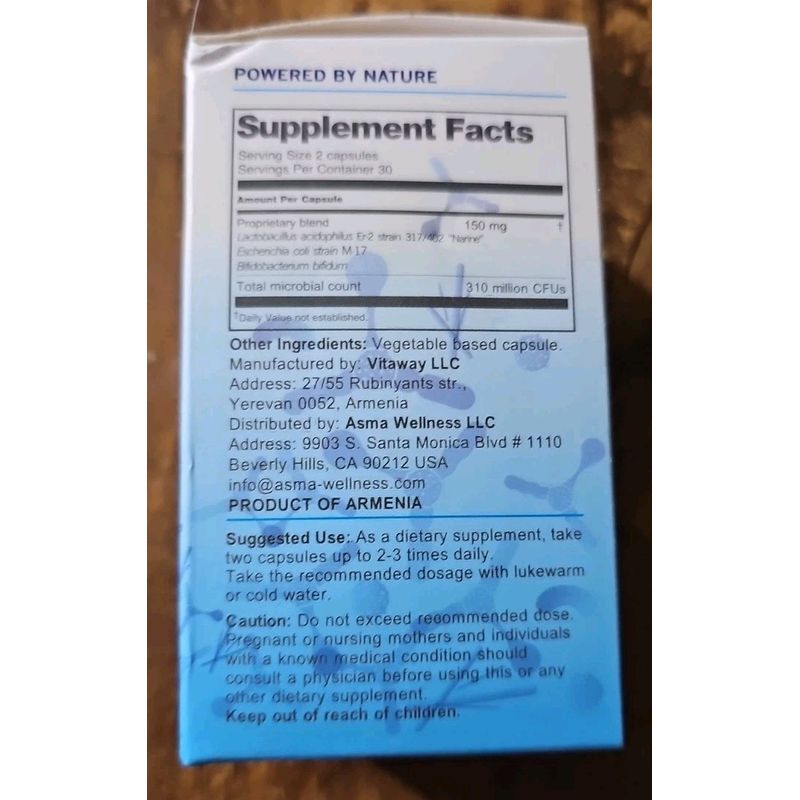 POWERED BY NATURE
Supplement Facts
Serving Size 2 capsules
Servings Per Container 30
Amount Per Capsule
Proprietary blend 150 mg †
Lactobacillus acidophilus Er-2 strain 317/402 "Narine"
Escherichia coli strain M-17
Bifidobacterium bifidum
Total microbial count 310 million CFUs
†Daily Value not established.
Other Ingredients: Vegetable based capsule.
Manufactured by: Vitaway LLC
Address: 27/55 Rubinyants str.,
Yerevan 0052, Armenia
Distributed by: Asma Wellness LLC
Address: 9903 S. Santa Monica Blvd # 1110
Beverly Hills, CA 90212 USA
info@asma-wellness.com
PRODUCT OF ARMENIA
Suggested Use: As a dietary supplement, take
two capsules up to 2-3 times daily.
Take the recommended dosage with lukewarm
or cold water.
Caution: Do not exceed recommended dose.
Pregnant or nursing mothers and individuals
with a known medical condition should
consult a physician before using this or any
other dietary supplement.
Keep out of reach of children.